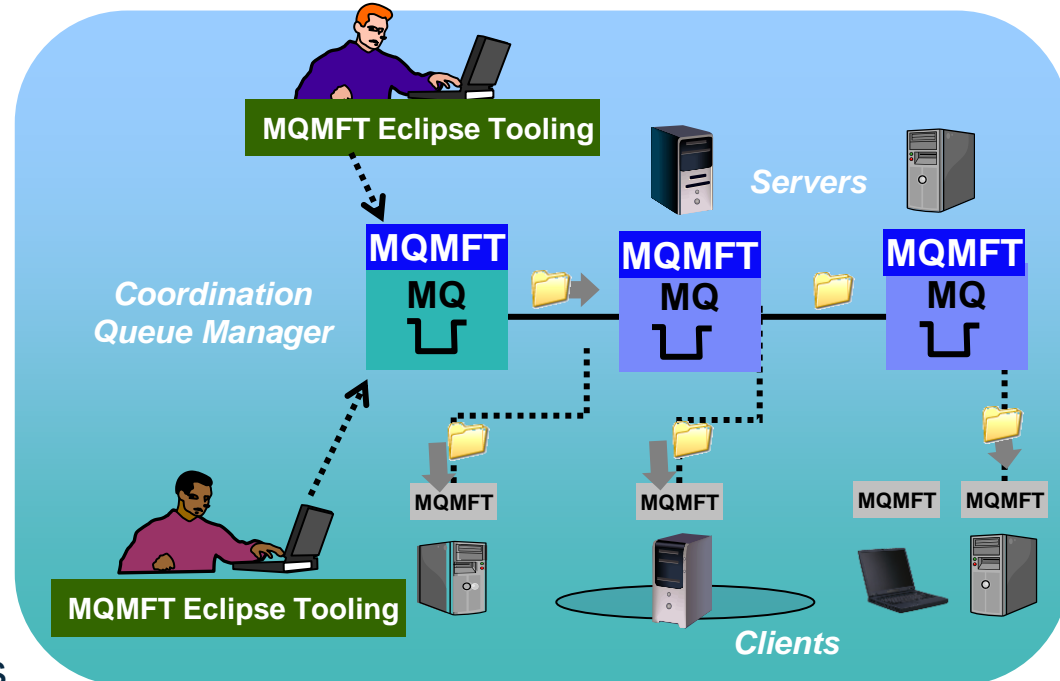 MQMFT Eclipse Tooling
Servers
MQMFT
MQMFT
MQMFT
MQ
MQ
MQ
Coordination
Queue Manager
MQMFT
MQMFT
MQMFT
MQMFT
MQMFT Eclipse Tooling
Clients
s